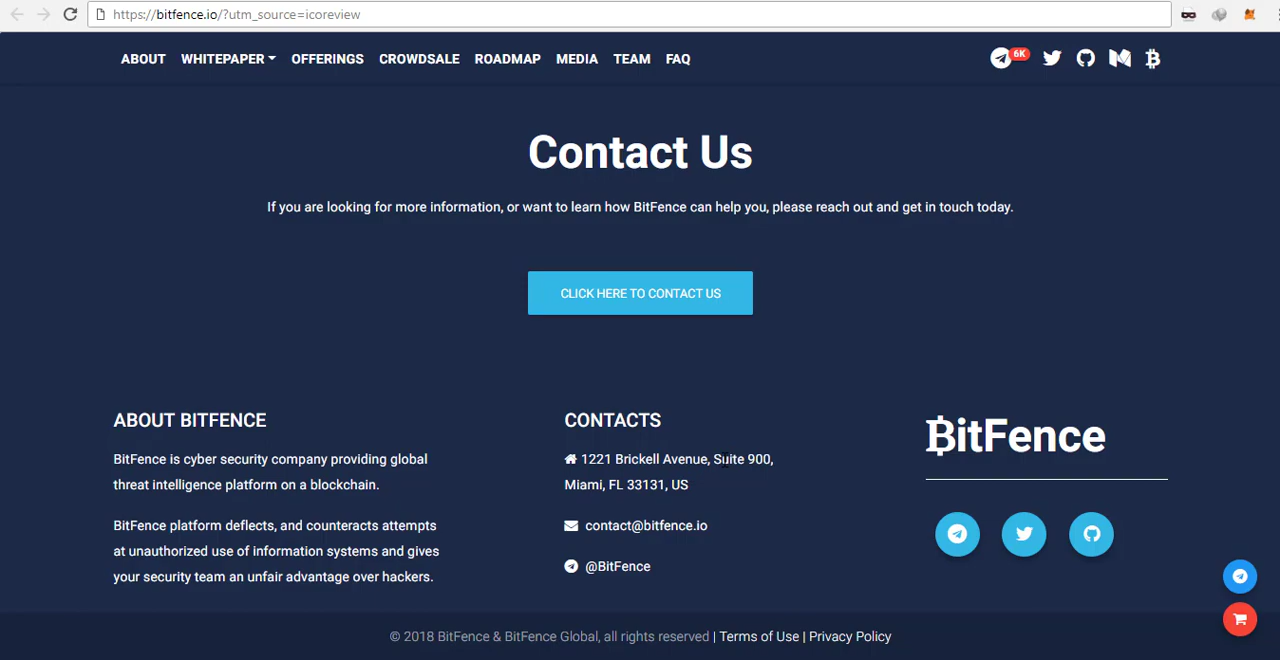 https://bitfence.io/?utm_source=icoreview
ABOUT WHITEPAPER OFFERINGS CROWDSALE ROADMAP MEDIA TEAM FAQ 6K
Contact Us
If you are looking for more information, or want to learn how BitFence can help you, please reach out and get in touch today.
CLICK HERE TO CONTACT US
ABOUT BITFENCE
BitFence is cyber security company providing global
threat intelligence platform on a blockchain.
BitFence platform deflects, and counteracts attempts
at unauthorized use of information systems and gives
your security team an unfair advantage over hackers.
CONTACTS
1221 Brickell Avenue, Suite 900,
Miami, FL 33131, US
contact@bitfence.io
@BitFence
BitFence
© 2018 BitFence & BitFence Global, all rights reserved | Terms of Use | Privacy Policy